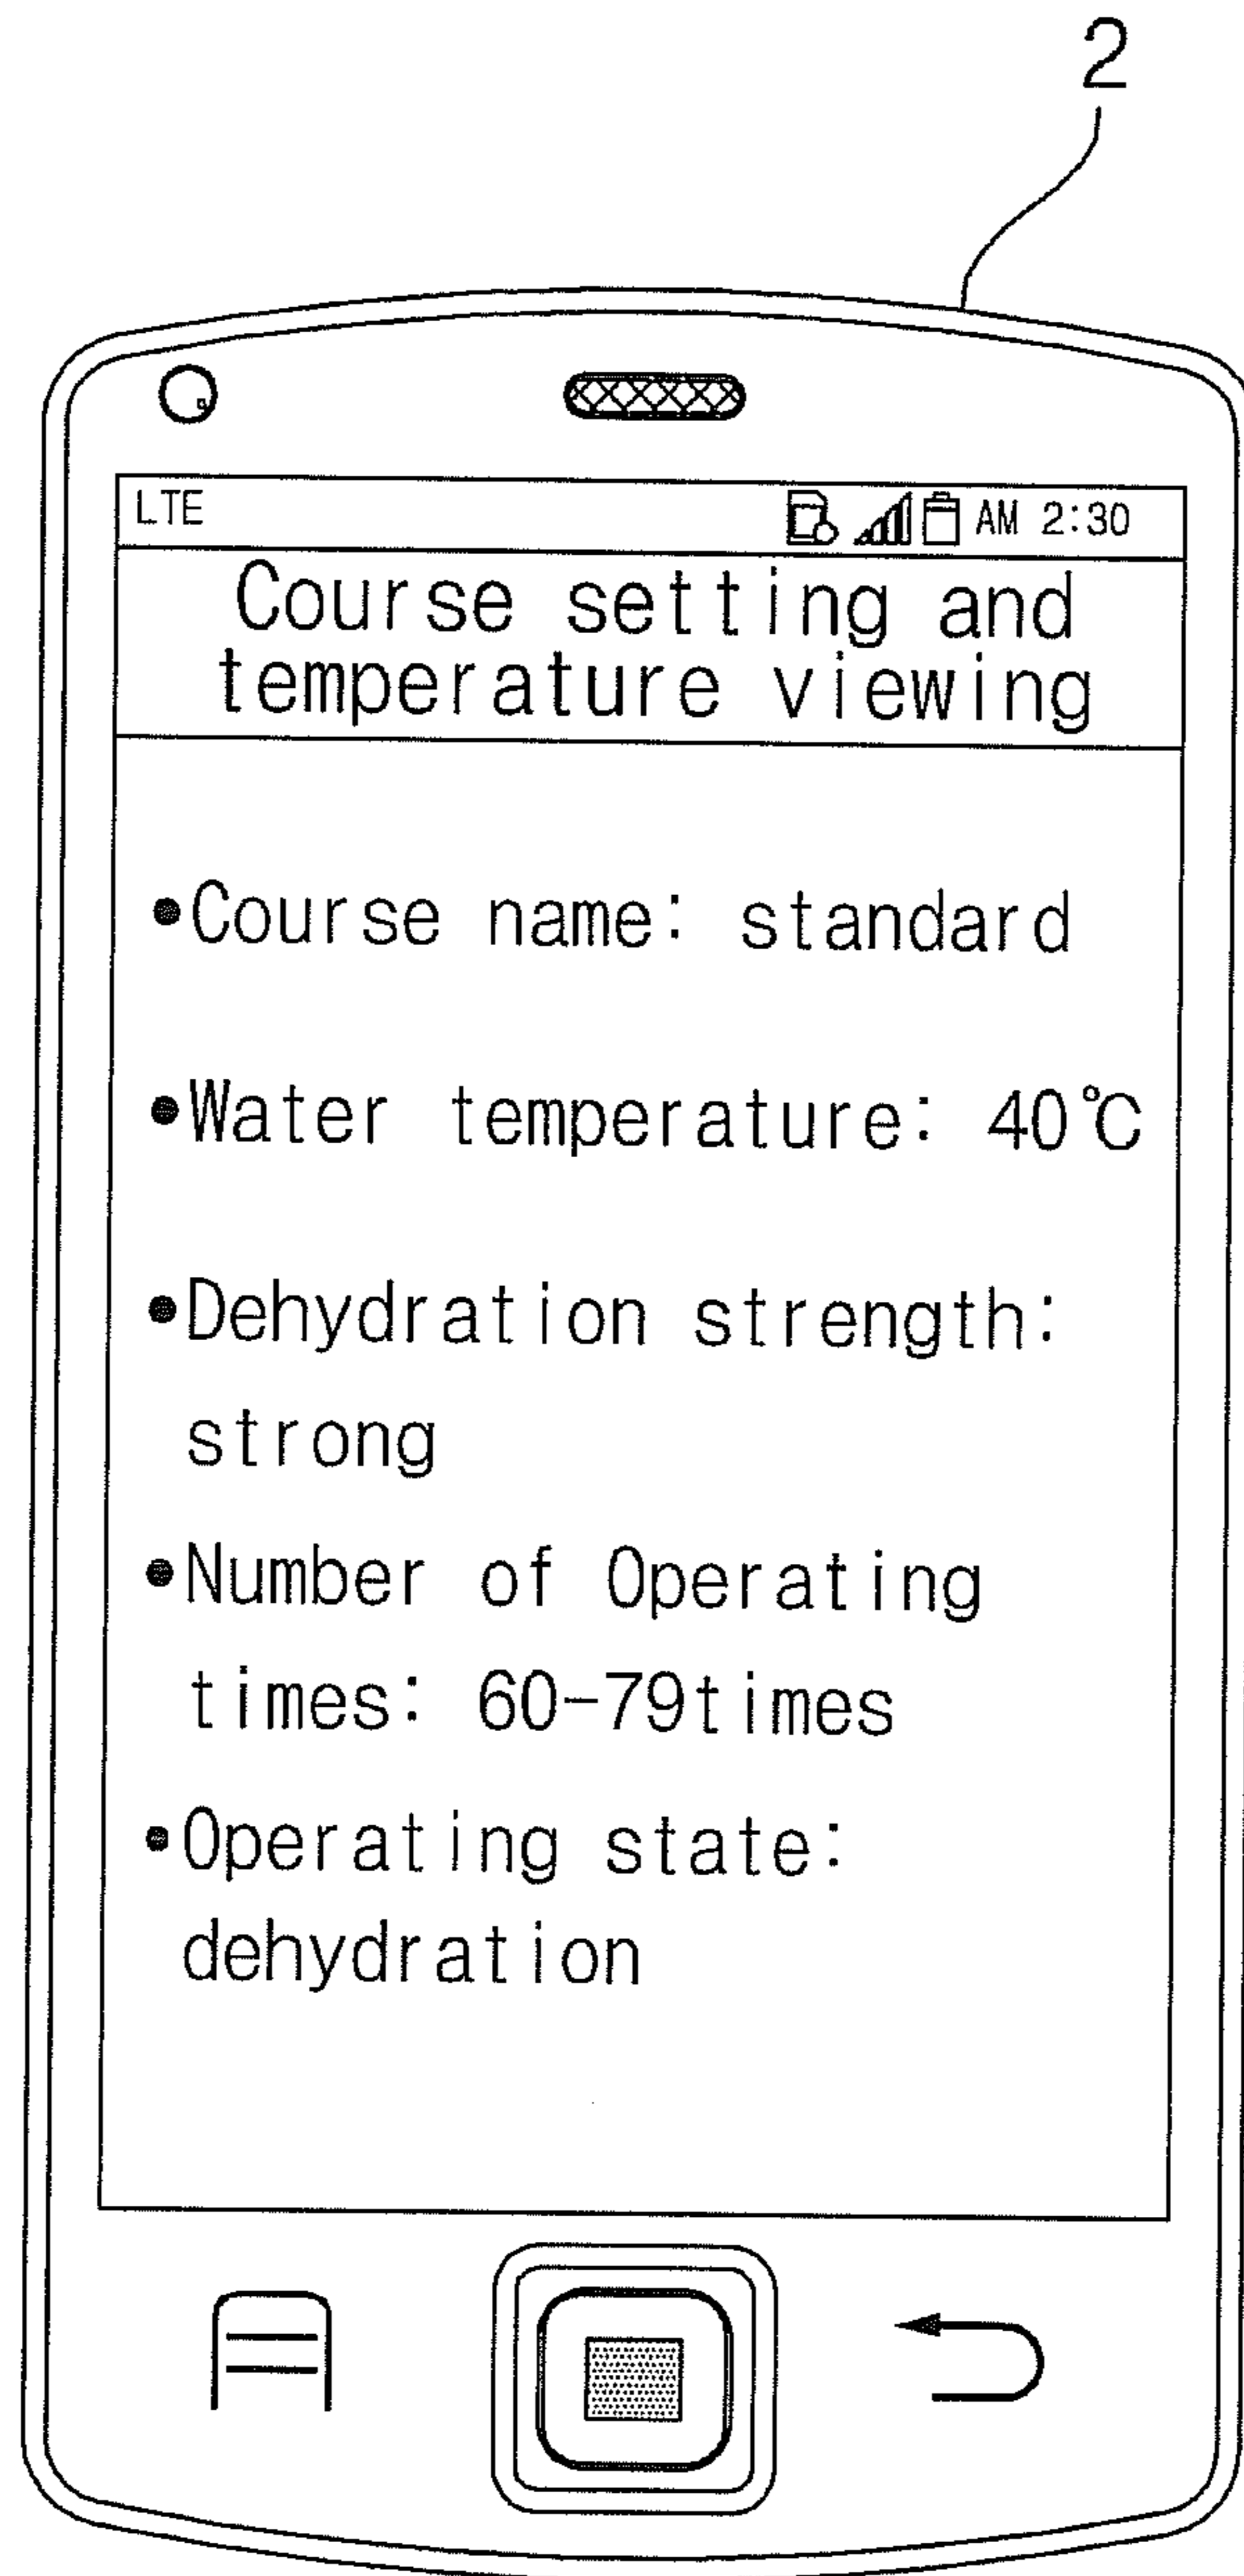 2
LTE AM 2:30
Course setting and
temperature viewing
•Course name: standard
•Water temperature: 40℃
•Dehydration strength:
strong
•Number of Operating
times: 60-79times
•Operating state:
dehydration